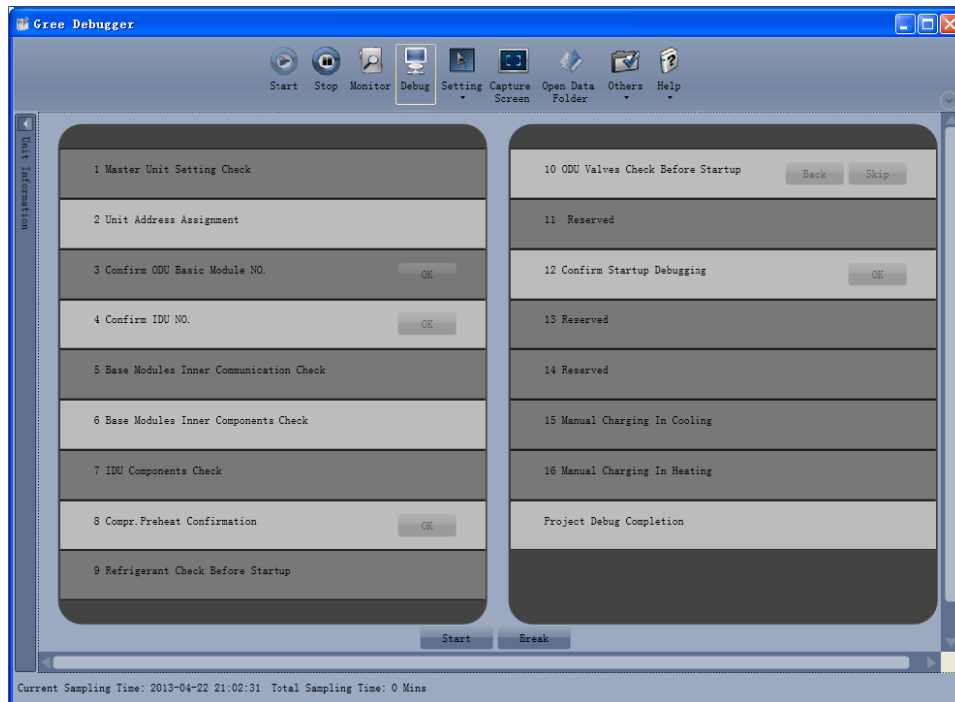 Gree Debugger
Start Stop Monitor Debug Setting Capture Screen Open Data Folder Others Help
Unit Information
1 Master Unit Setting Check
2 Unit Address Assignment
3 Confirm ODU Basic Module NO. OK
4 Confirm IDU NO. OK
5 Base Modules Inner Communication Check
6 Base Modules Inner Components Check
7 IDU Components Check
8 Compr.Preheat Confirmation OK
9 Refrigerant Check Before Startup
10 ODU Valves Check Before Startup Back Skip
11 Reserved
12 Confirm Startup Debugging OK
13 Reserved
14 Reserved
15 Manual Charging In Cooling
16 Manual Charging In Heating
Project Debug Completion
Start Break
Current Sampling Time: 2013-04-22 21:02:31 Total Sampling Time: 0 Mins